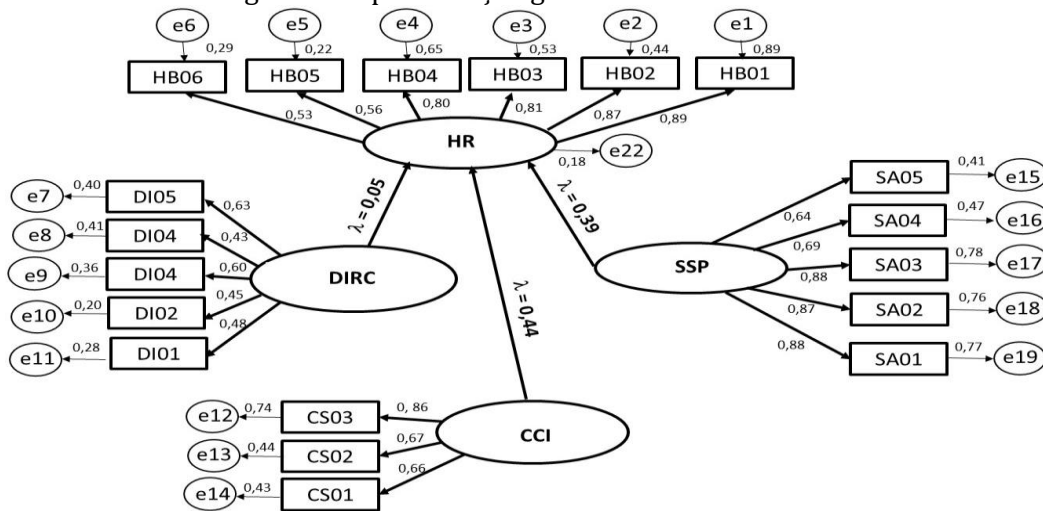 e6 e5 e4 e3 e2 e1
0,29 0,22 0,65 0,53 0,44 0,89
HB06 HB05 HB04 HB03 HB02 HB01
0,53 0,56 0,80 0,81 0,87 0,89
HR
0,18 e22
λ = 0,05
λ = 0,44
λ = 0,39
e7 0,40 DI05 0,63
e8 0,41 DI04 0,43
e9 0,36 DI04 0,60
e10 0,20 DI02 0,45
e11 0,28 DI01 0,48
DIRC
SSP
0,64 SA05 0,41 e15
0,69 SA04 0,47 e16
0,88 SA03 0,78 e17
0,87 SA02 0,76 e18
0,88 SA01 0,77 e19
e12 0,74 CS03 0, 86
e13 0,44 CS02 0,67
e14 0,43 CS01 0,66
CCI